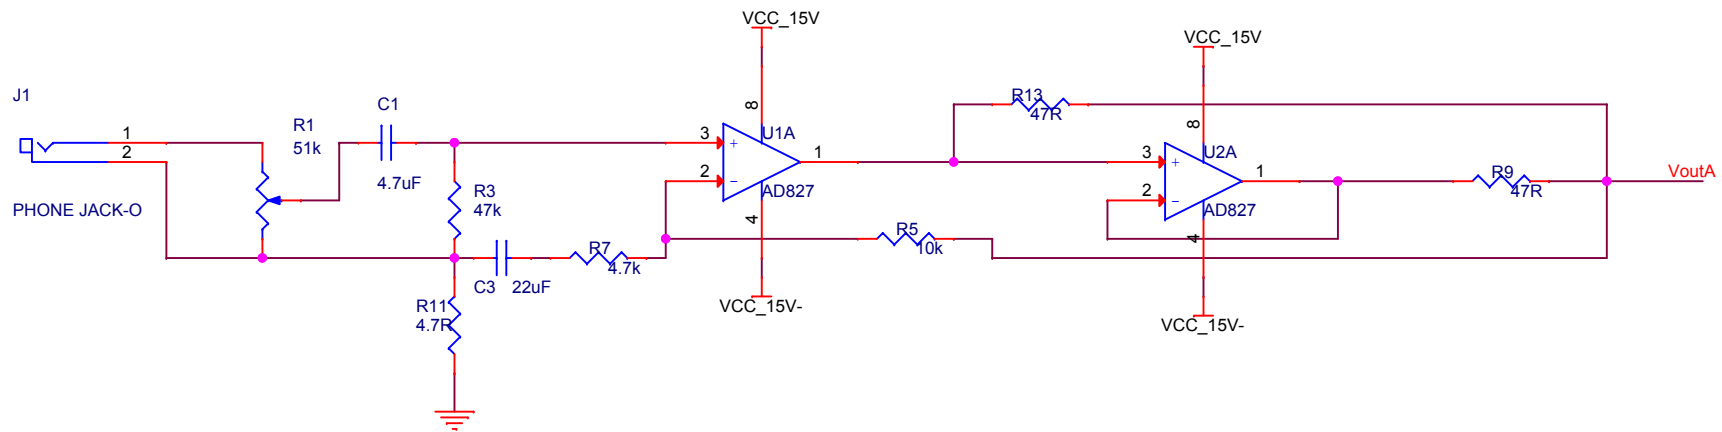 J1
1
2
PHONE JACK-O
R1
51k
C1
4.7uF
R3
47k
R11
4.7R
C3
22uF
R7
4.7k
VCC_15V
8
3
+
2
−
1
4
U1A
AD827
VCC_15V-
R13
47R
R5
10k
VCC_15V
8
3
+
2
−
1
4
U2A
AD827
VCC_15V-
R9
47R
VoutA